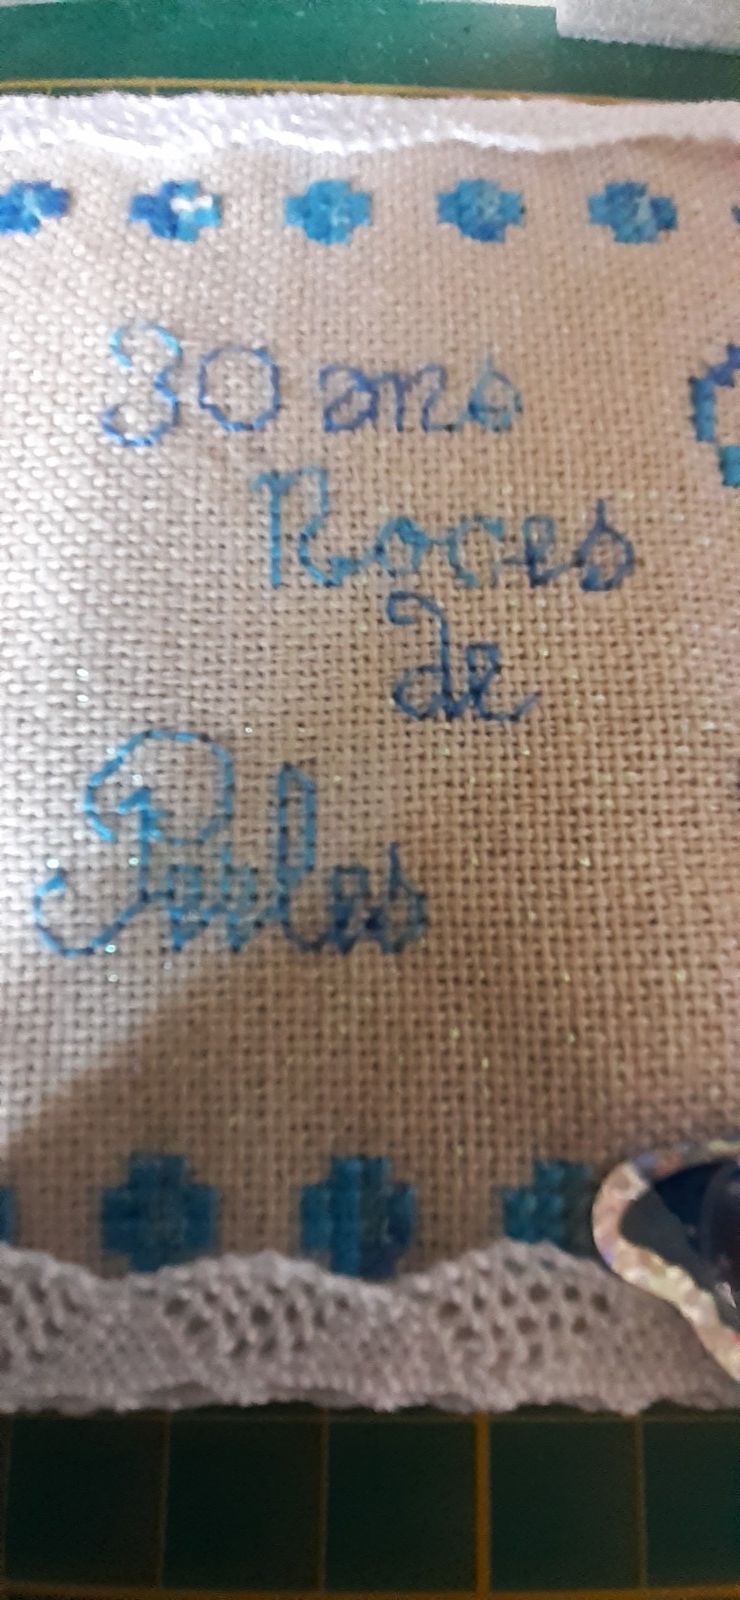 30 ans
Noces
de
Perles